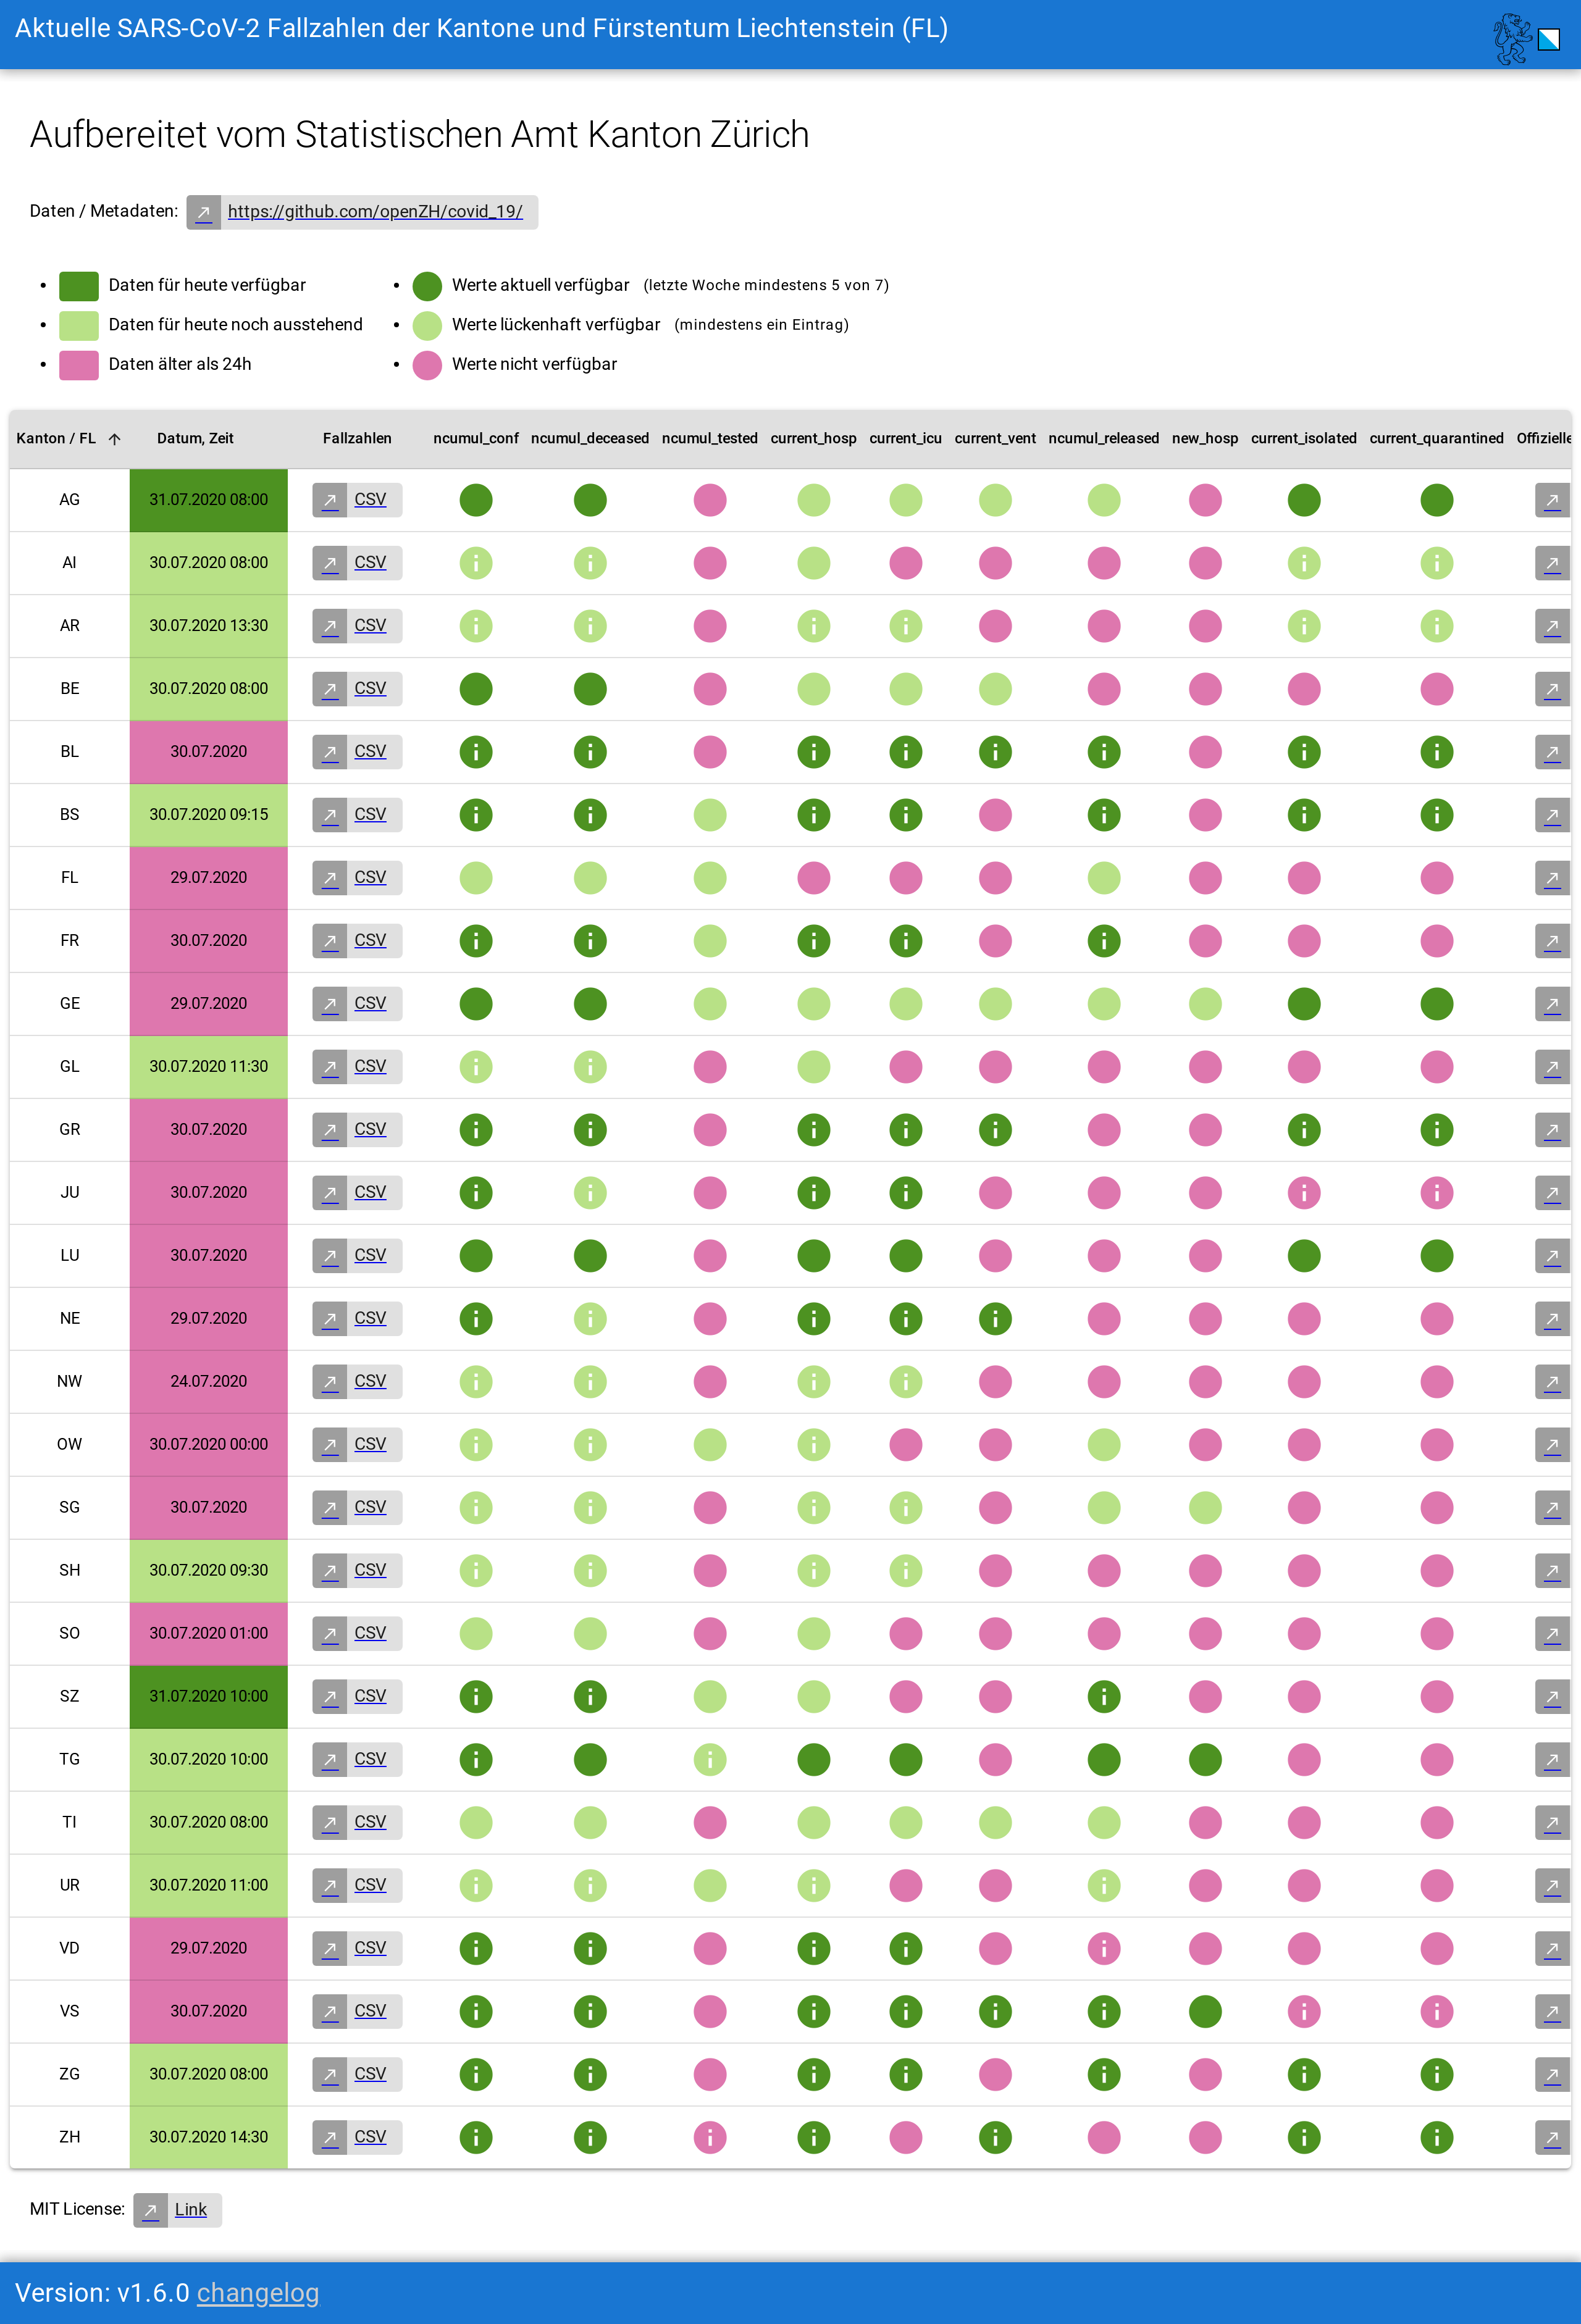 Aktuelle SARS-CoV-2 Fallzahlen der Kantone und Fürstentum Liechtenstein (FL)
Aufbereitet vom Statistischen Amt Kanton Zürich
Daten / Metadaten: https://github.com/openZH/covid_19/
Daten für heute verfügbar
Daten für heute noch ausstehend
Daten älter als 24h
Werte aktuell verfügbar (letzte Woche mindestens 5 von 7)
Werte lückenhaft verfügbar (mindestens ein Eintrag)
Werte nicht verfügbar
Kanton / FL Datum, Zeit Fallzahlen ncumul_conf ncumul_deceased ncumul_tested current_hosp current_icu current_vent ncumul_released new_hosp current_isolated current_quarantined Offizielle
AG 31.07.2020 08:00 CSV
AI 30.07.2020 08:00 CSV
AR 30.07.2020 13:30 CSV
BE 30.07.2020 08:00 CSV
BL 30.07.2020 CSV
BS 30.07.2020 09:15 CSV
FL 29.07.2020 CSV
FR 30.07.2020 CSV
GE 29.07.2020 CSV
GL 30.07.2020 11:30 CSV
GR 30.07.2020 CSV
JU 30.07.2020 CSV
LU 30.07.2020 CSV
NE 29.07.2020 CSV
NW 24.07.2020 CSV
OW 30.07.2020 00:00 CSV
SG 30.07.2020 CSV
SH 30.07.2020 09:30 CSV
SO 30.07.2020 01:00 CSV
SZ 31.07.2020 10:00 CSV
TG 30.07.2020 10:00 CSV
TI 30.07.2020 08:00 CSV
UR 30.07.2020 11:00 CSV
VD 29.07.2020 CSV
VS 30.07.2020 CSV
ZG 30.07.2020 08:00 CSV
ZH 30.07.2020 14:30 CSV
MIT License: Link
Version: v1.6.0 changelog